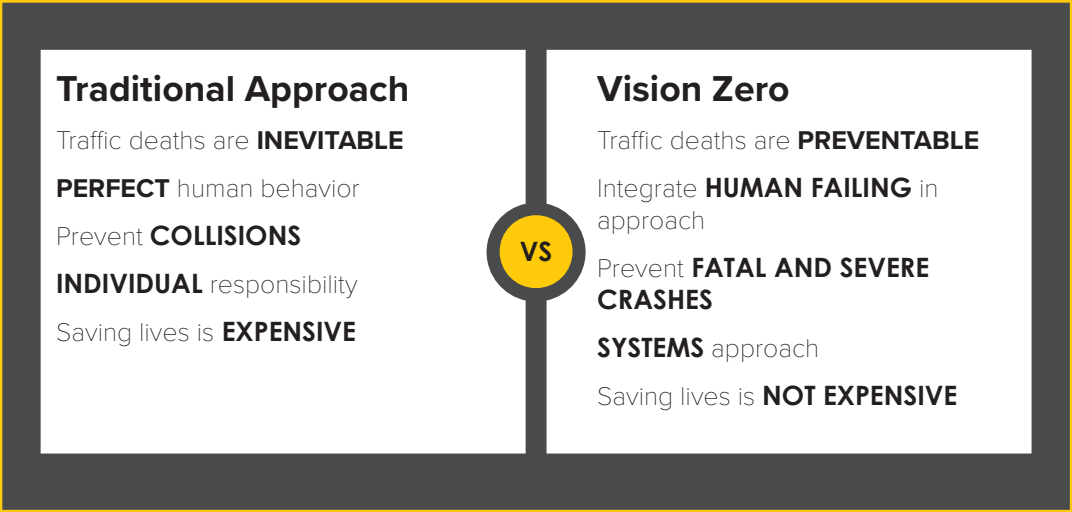 Traditional Approach
Traffic deaths are INEVITABLE
PERFECT human behavior
Prevent COLLISIONS
INDIVIDUAL responsibility
Saving lives is EXPENSIVE
VS
Vision Zero
Traffic deaths are PREVENTABLE
Integrate HUMAN FAILING in
approach
Prevent FATAL AND SEVERE
CRASHES
SYSTEMS approach
Saving lives is NOT EXPENSIVE